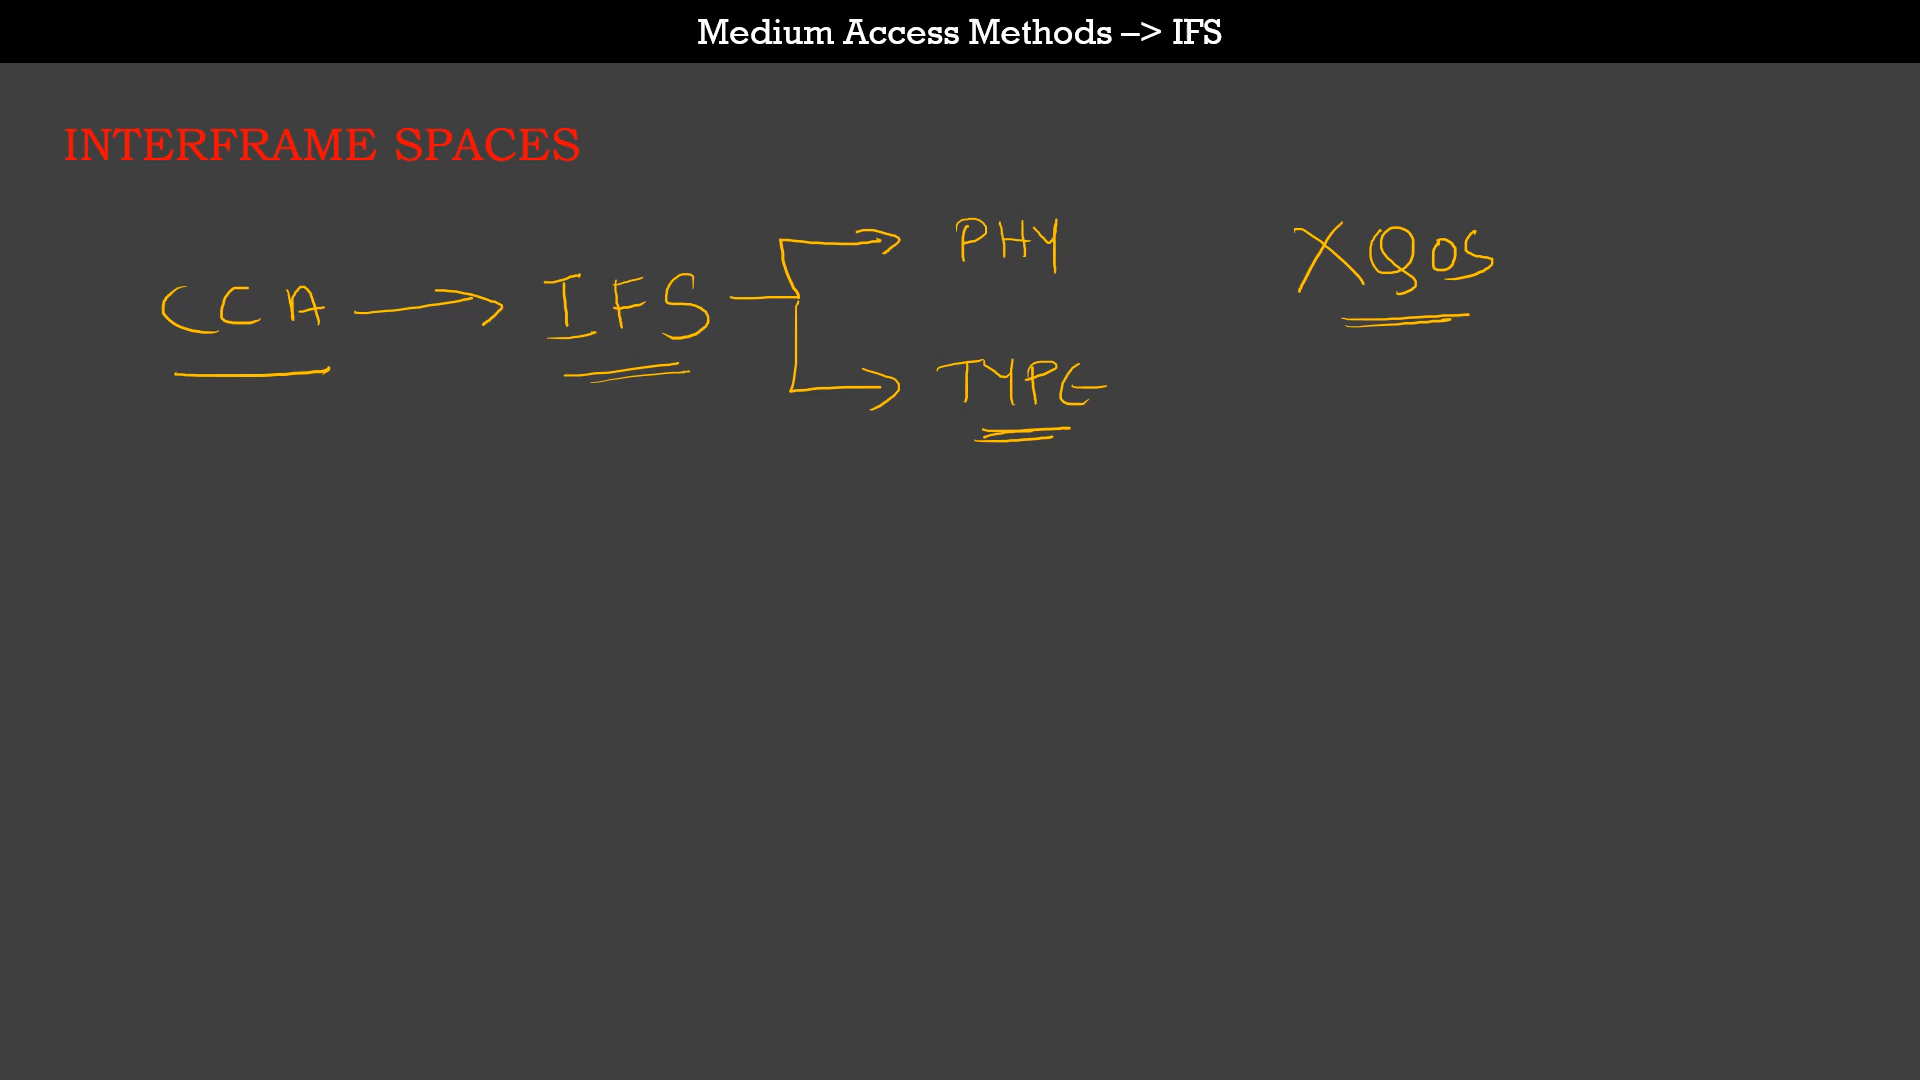 Medium Access Methods –> IFS
INTERFRAME SPACES
PHY
XQOS
CCA → IFS
TYPE